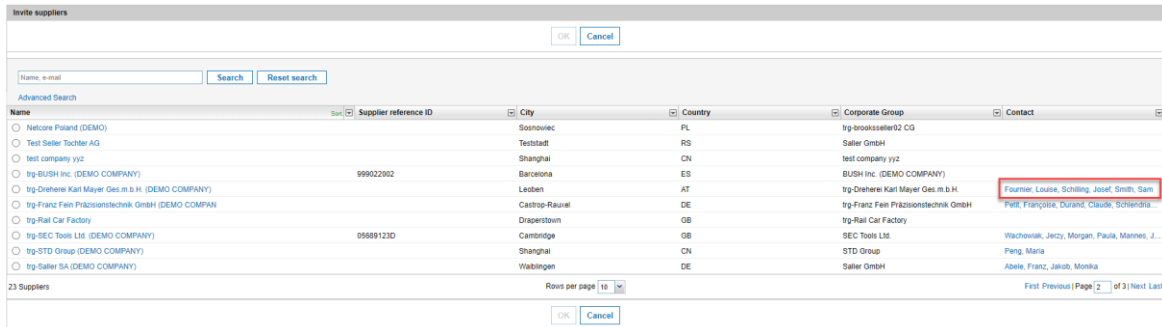 Invite suppliers
OK Cancel
Name, e-mail Search Reset search
Advanced Search
Name Sort Supplier reference ID City Country Corporate Group Contact
Netcore Poland (DEMO) Sosnowiec PL trg-brooksseller02 CG
Test Seller Tochter AG Teststadt RS Saller GmbH
test company yyz Shanghai CN test company yyz
trg-BUSH Inc. (DEMO COMPANY) 999022002 Barcelona ES BUSH Inc. (DEMO COMPANY)
trg-Dreherei Karl Mayer Ges.m.b.H. (DEMO COMPANY) Leoben AT trg-Dreherei Karl Mayer Ges.m.b.H. Fournier, Louise, Schilling, Josef, Smith, Sam
trg-Franz Fein Präzisionstechnik GmbH (DEMO COMPAN Castrop-Rauxel DE trg-Franz Fein Präzisionstechnik GmbH Petit, Françoise, Durand, Claude, Schlendria...
trg-Rail Car Factory Draperstown GB trg-Rail Car Factory
trg-SEC Tools Ltd. (DEMO COMPANY) 05689123D Cambridge GB SEC Tools Ltd. Wachowiak, Jerzy, Morgan, Paula, Mannes, J...
trg-STD Group (DEMO COMPANY) Shanghai CN STD Group Peng, Maria
trg-Saller SA (DEMO COMPANY) Waiblingen DE Saller GmbH Abele, Franz, Jakob, Monika
23 Suppliers Rows per page 10 First Previous | Page 2 of 3 | Next Last
OK Cancel